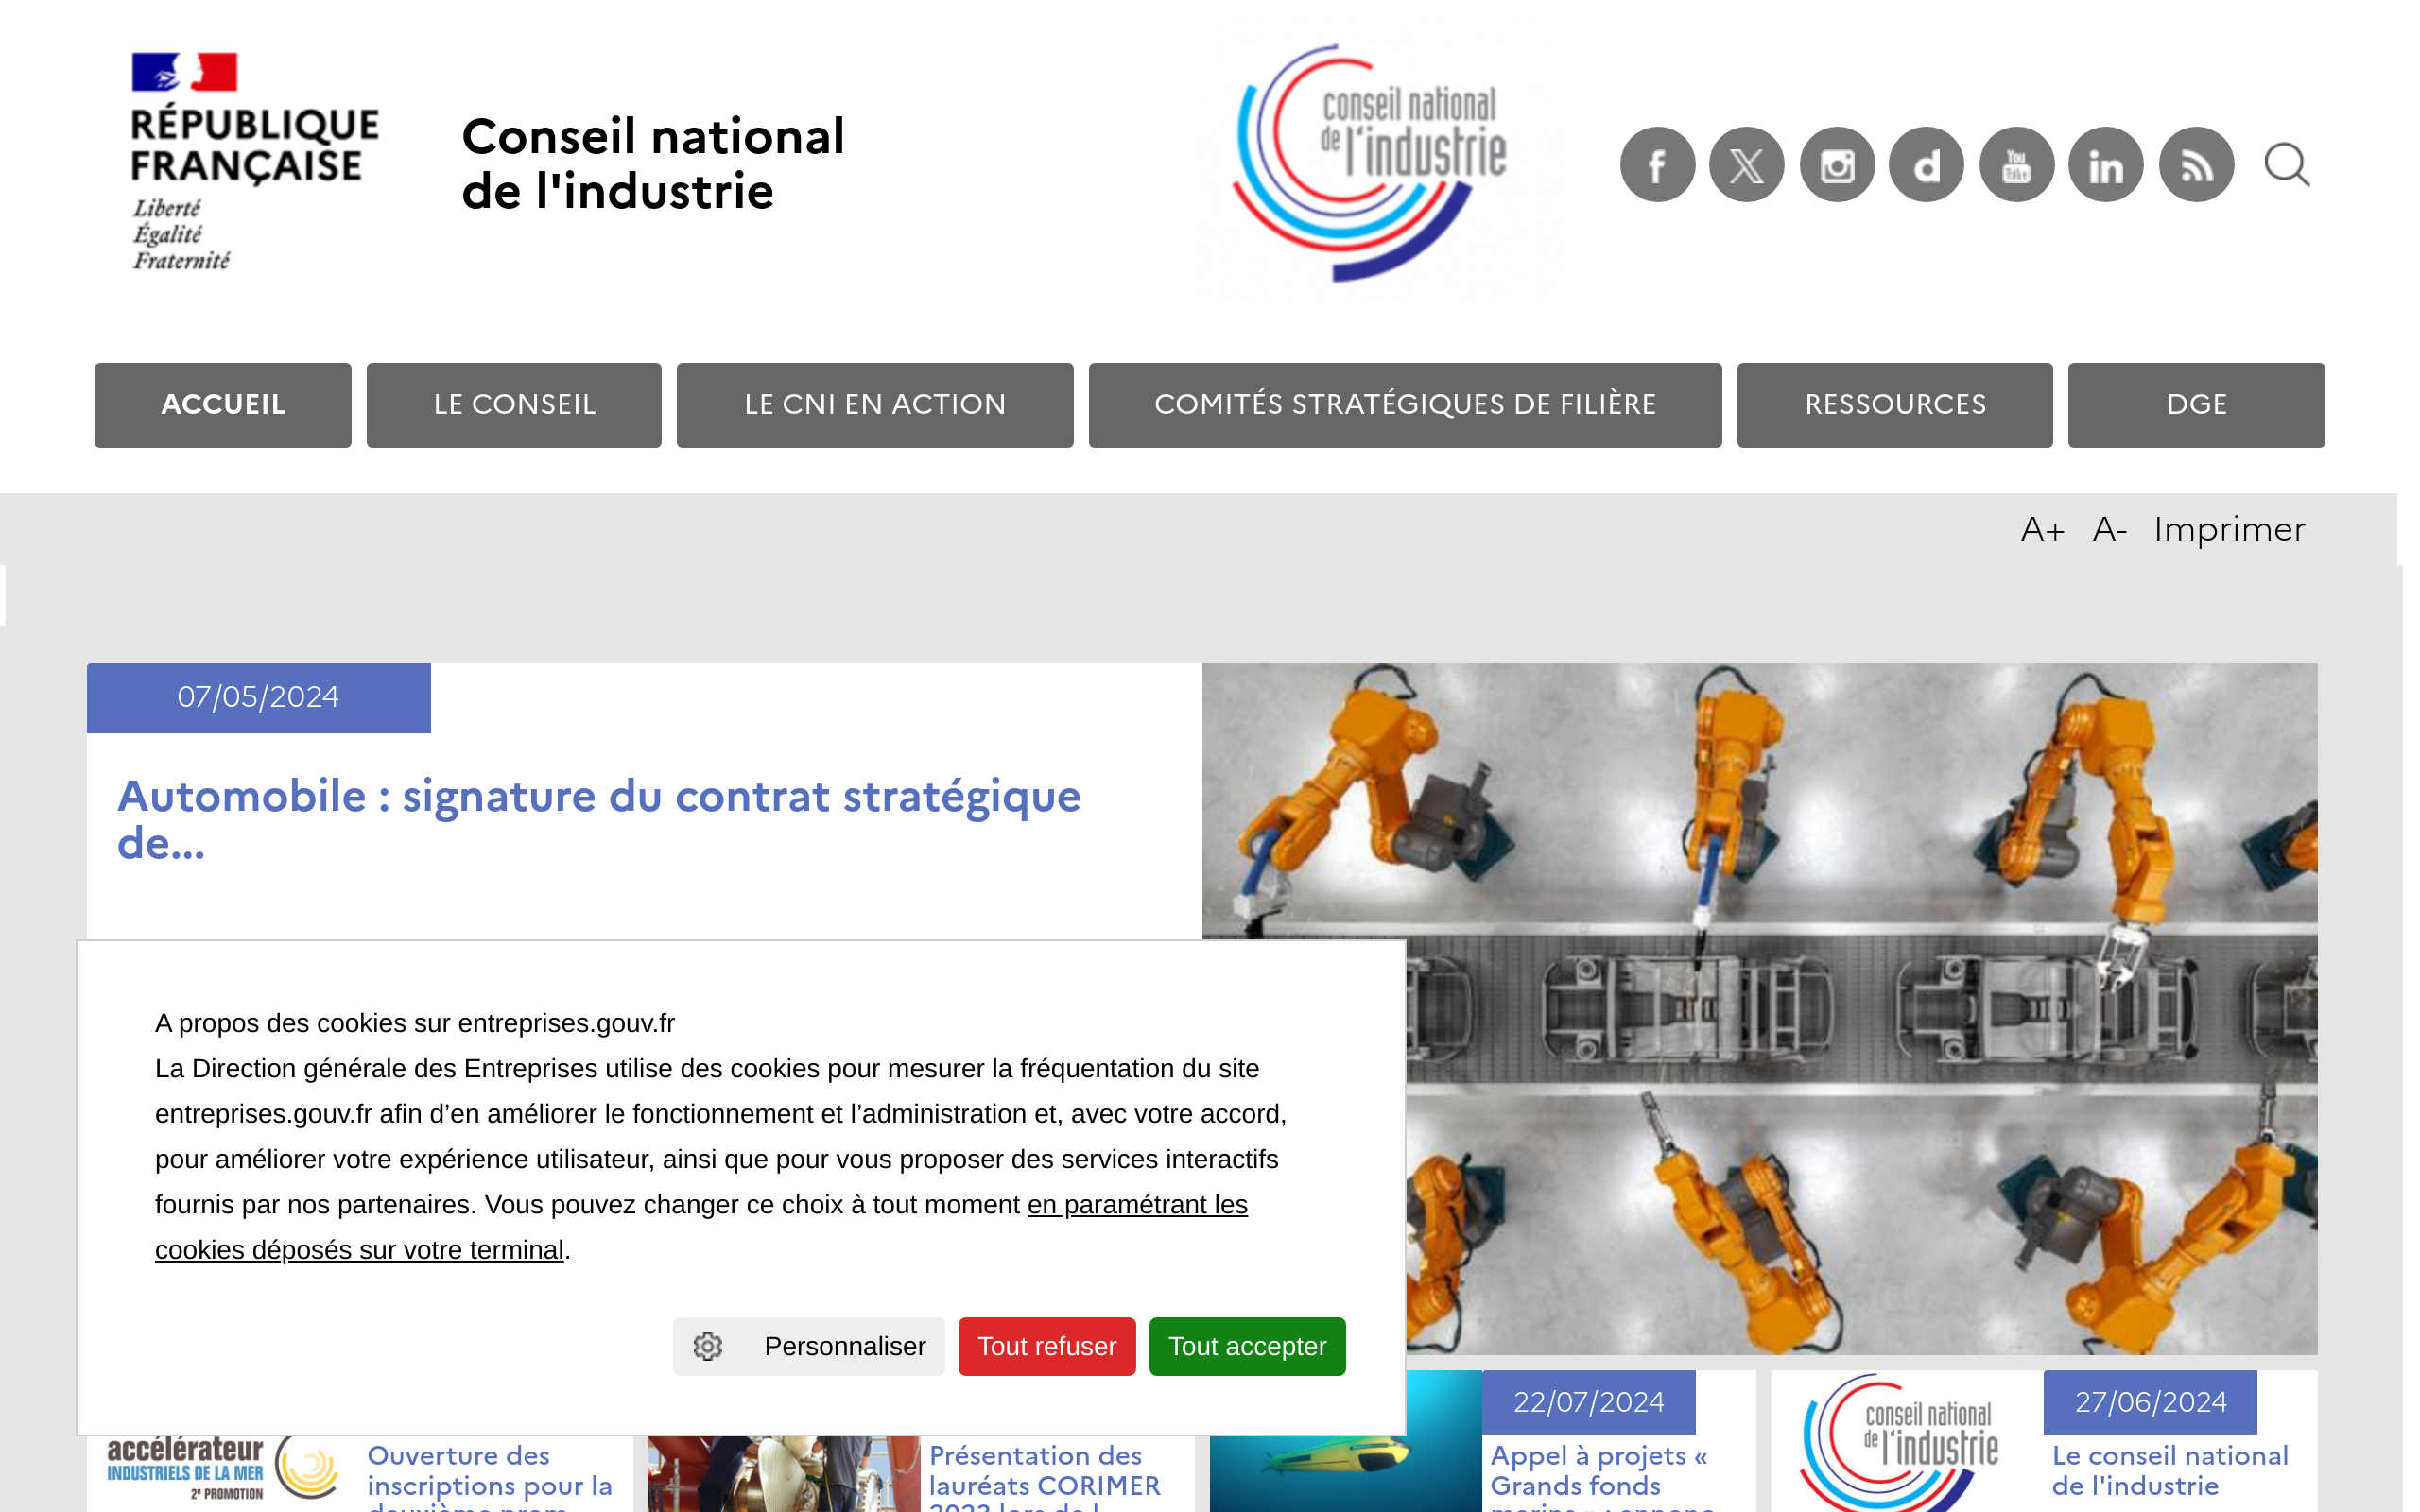 RÉPUBLIQUE
FRANÇAISE
Liberté
Égalité
Fraternité
Conseil national
de l'industrie
conseil national
de l'industrie
ACCUEIL
LE CONSEIL
LE CNI EN ACTION
COMITÉS STRATÉGIQUES DE FILIÈRE
RESSOURCES
DGE
A+ A- Imprimer
07/05/2024
Automobile : signature du contrat stratégique
de...
A propos des cookies sur entreprises.gouv.fr
La Direction générale des Entreprises utilise des cookies pour mesurer la fréquentation du site
entreprises.gouv.fr afin d’en améliorer le fonctionnement et l’administration et, avec votre accord,
pour améliorer votre expérience utilisateur, ainsi que pour vous proposer des services interactifs
fournis par nos partenaires. Vous pouvez changer ce choix à tout moment en paramétrant les
cookies déposés sur votre terminal.
Personnaliser
Tout refuser
Tout accepter
accélérateur
INDUSTRIELS DE LA MER
2e PROMOTION
Ouverture des
inscriptions pour la
Présentation des
lauréats CORIMER
22/07/2024
Appel à projets «
Grands fonds
conseil national
de l'industrie
27/06/2024
Le conseil national
de l'industrie